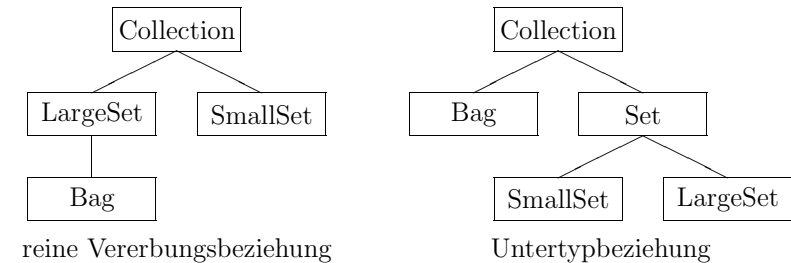 Collection
LargeSet SmallSet
Bag
reine Vererbungsbeziehung
Collection
Bag Set
SmallSet LargeSet
Untertypbeziehung